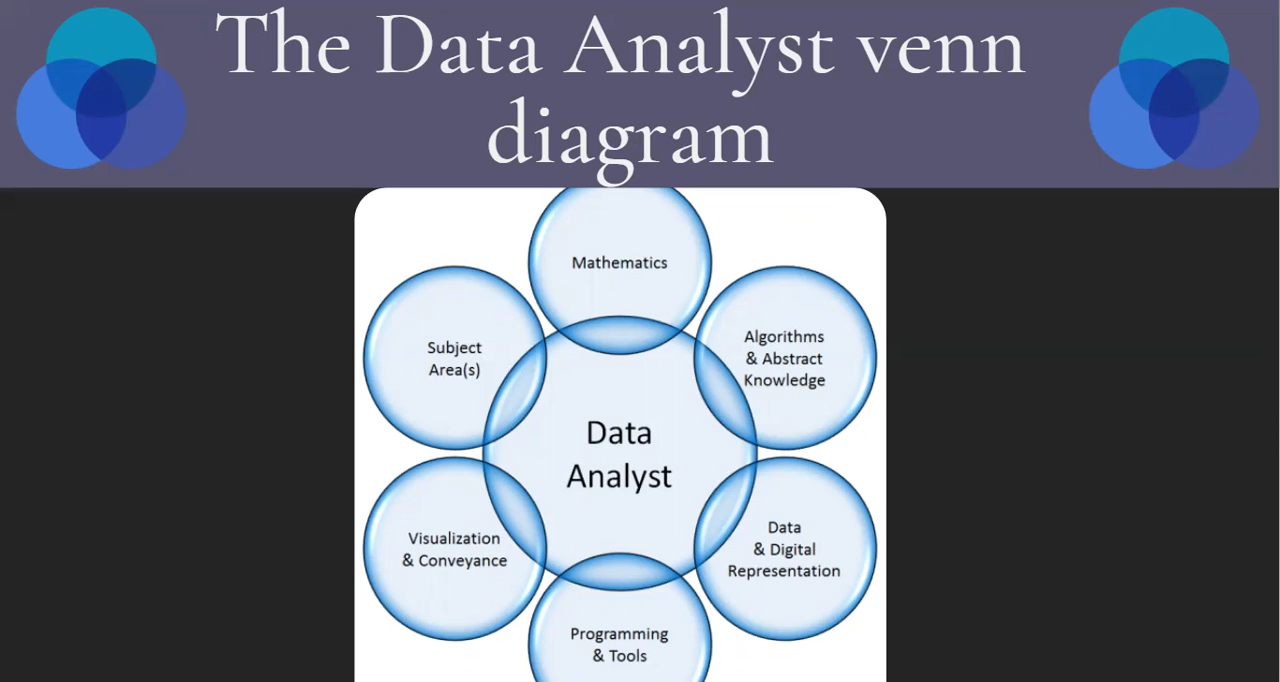 The Data Analyst venn
diagram
Mathematics
Subject
Area(s)
Algorithms
& Abstract
Knowledge
Data
Analyst
Visualization
& Conveyance
Data
& Digital
Representation
Programming
& Tools